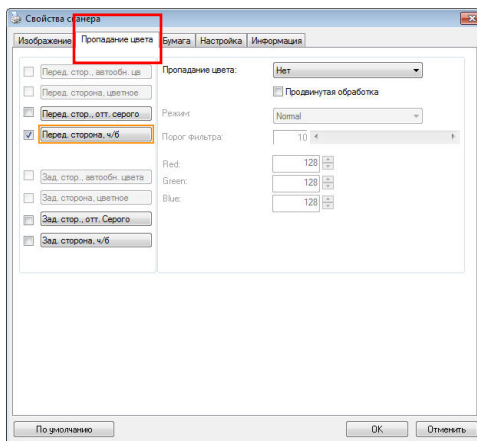 Свойства сканера
Изображение Пропадание цвета Бумага Настройка Информация
Перед. стор., автообн. цв Пропадание цвета: Нет
Перед. сторона, цветное Продвинутая обработка
Перед. стор., отт. серого Режим: Normal
Перед. сторона, ч/б Порог фильтра: 10
Red: 128
Зад. стор., автообн. цвета Green: 128
Зад. сторона, цветное Blue: 128
Зад. стор., отт. Серого
Зад. сторона, ч/б
По умолчанию OK Отменить